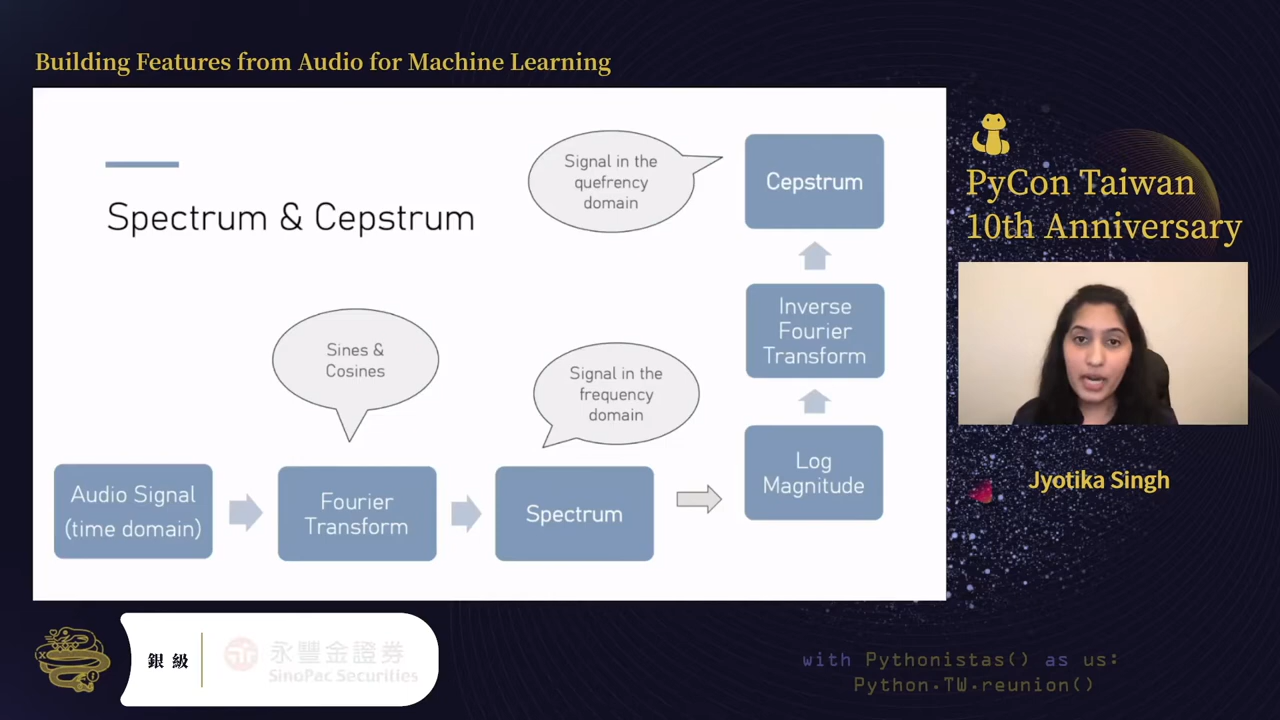 Building Features from Audio for Machine Learning
Spectrum & Cepstrum
Signal in the
quefrency
domain
Cepstrum
Inverse
Fourier
Transform
Sines &
Cosines
Signal in the
frequency
domain
Log
Magnitude
Audio Signal
(time domain)
Fourier
Transform
Spectrum
PyCon Taiwan
10th Anniversary
Jyotika Singh
銀級
永豐金證券
SinoPac Securities
with Pythonistas() as us:
Python.TW.reunion()